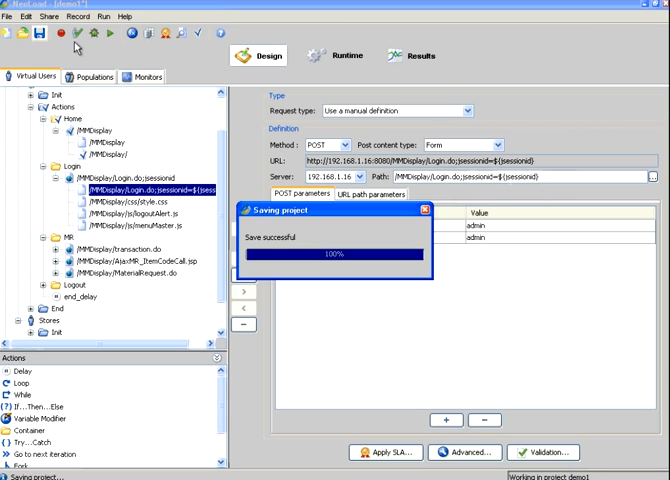 NeoLoad - [demo1*]
File Edit Share Record Run Help
Design Runtime Results
Virtual Users Populations Monitors
Init
Actions
Home
/MMDisplay
/MMDisplay
/MMDisplay/
Login
/MMDisplay/Login.do;jsessionid
/MMDisplay/Login.do;jsessionid=${jsess
/MMDisplay/css/style.css
/MMDisplay/js/logoutAlert.js
/MMDisplay/js/menuMaster.js
MR
/MMDisplay/transaction.do
/MMDisplay/AjaxMR_ItemCodeCall.jsp
/MMDisplay/MaterialRequest.do
Logout
end_delay
End
Stores
Init
Type
Request type: Use a manual definition
Definition
Method : POST Post content type: Form
URL: http://192.168.1.16:8080/MMDisplay/Login.do;jsessionid=${jsessionid}
Server: 192.168.1.16 Path: /MMDisplay/Login.do;jsessionid=${jsessionid} ...
POST parameters URL path parameters
Value
admin
admin
Saving project
Save successful
100%
> 
<
−
+ −
Apply SLA... Advanced... Validation...
Actions
Delay
Loop
While
If...Then...Else
Variable Modifier
Container
Try...Catch
Go to next iteration
Fork
Saving project... Working in project demo1